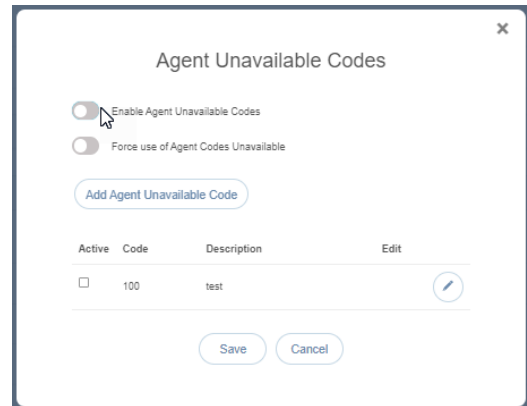 Agent Unavailable Codes
Enable Agent Unavailable Codes
Force use of Agent Codes Unavailable
Add Agent Unavailable Code
Active Code Description Edit
100 test
Save Cancel